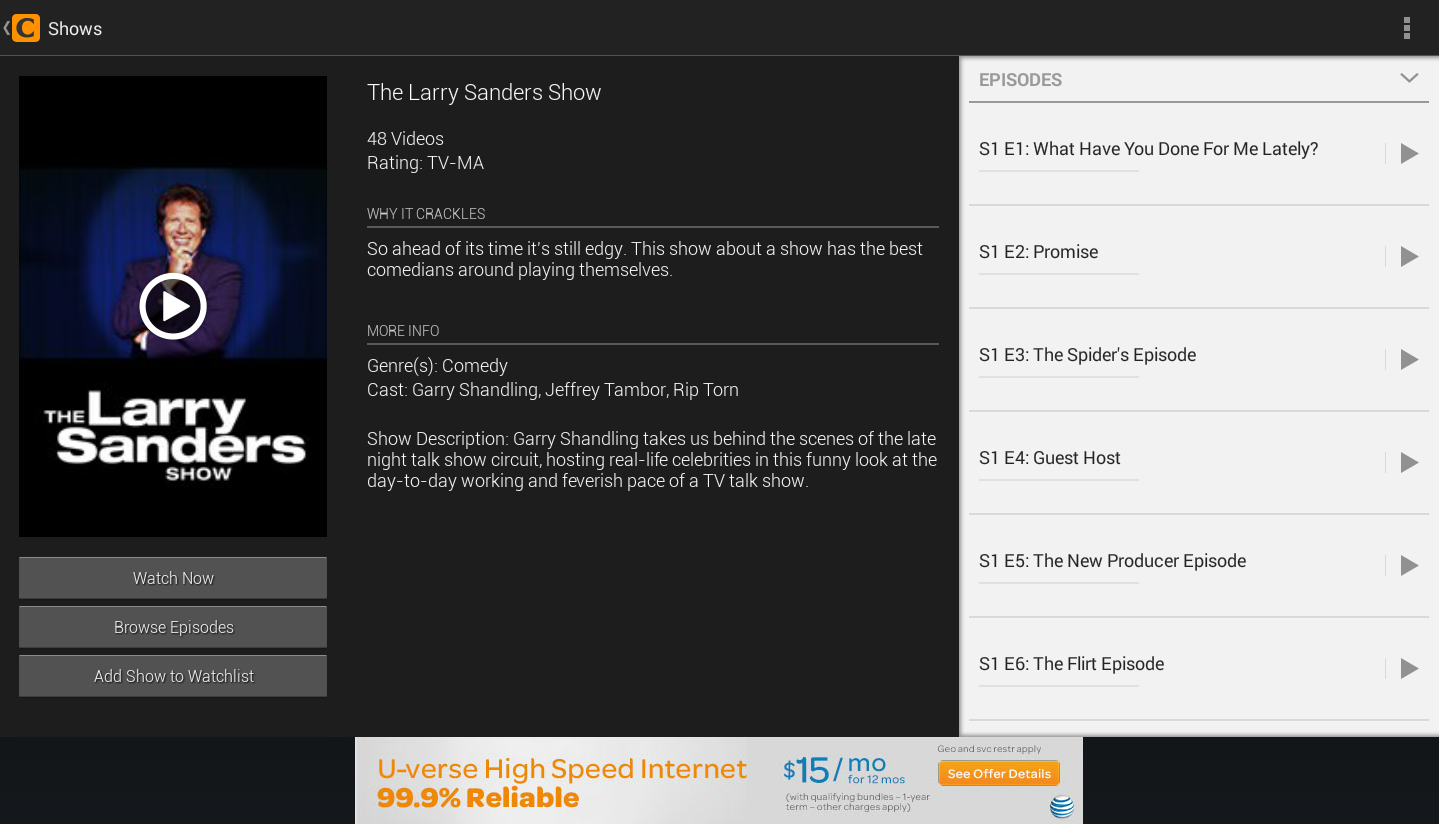 C Shows
THE Larry
Sanders
SHOW
Watch Now
Browse Episodes
Add Show to Watchlist
The Larry Sanders Show
48 Videos
Rating: TV-MA
WHY IT CRACKLES
So ahead of its time it's still edgy. This show about a show has the best
comedians around playing themselves.
MORE INFO
Genre(s): Comedy
Cast: Garry Shandling, Jeffrey Tambor, Rip Torn
Show Description: Garry Shandling takes us behind the scenes of the late
night talk show circuit, hosting real-life celebrities in this funny look at the
day-to-day working and feverish pace of a TV talk show.
EPISODES
S1 E1: What Have You Done For Me Lately?
S1 E2: Promise
S1 E3: The Spider's Episode
S1 E4: Guest Host
S1 E5: The New Producer Episode
S1 E6: The Flirt Episode
U-verse High Speed Internet
99.9% Reliable
$15/mo
for 12 mos
(with qualifying bundles – 1-year
term – other charges apply)
Geo and svc restr apply
See Offer Details